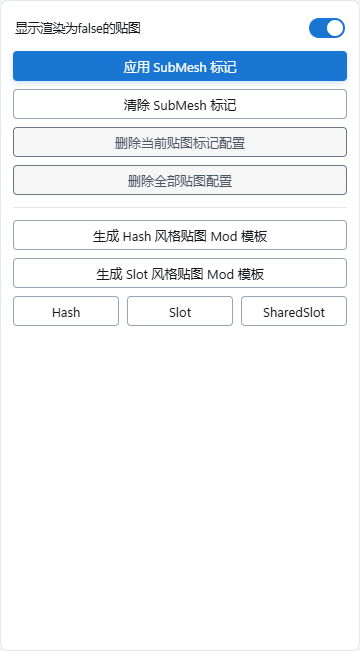 显示渲染为false的贴图
应用 SubMesh 标记
清除 SubMesh 标记
删除当前贴图标记配置
删除全部贴图配置
生成 Hash 风格贴图 Mod 模板
生成 Slot 风格贴图 Mod 模板
Hash
Slot
SharedSlot